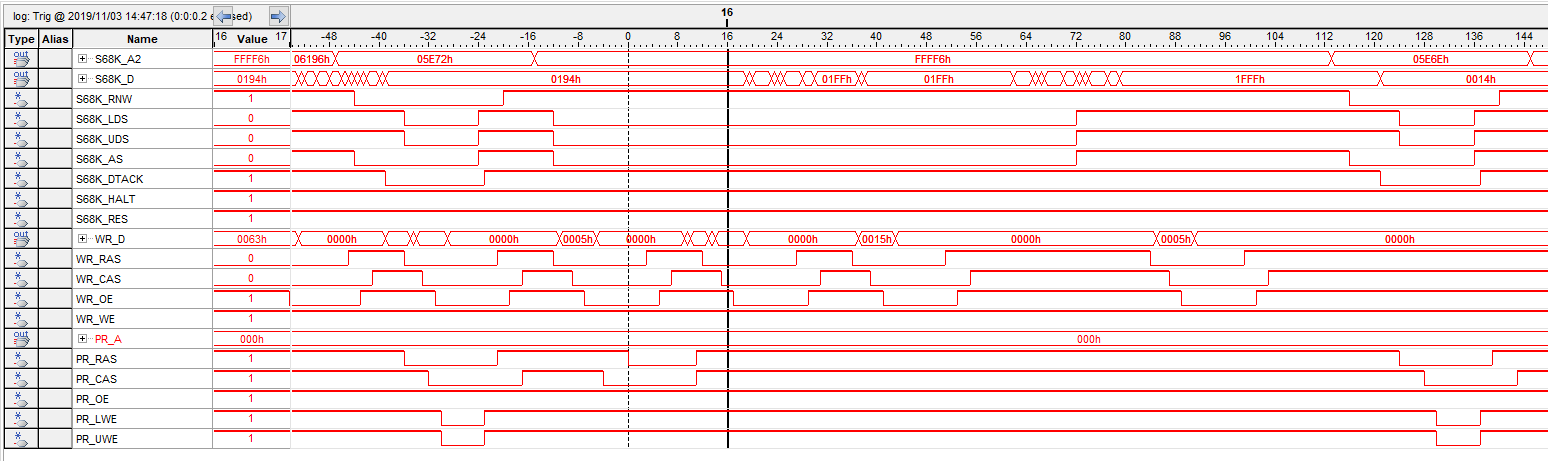 log: Trig @ 2019/11/03 14:47:18 (0:0:0.2 e sed)
16
Type Alias Name 16 Value 17 -48 -40 -32 -24 -16 -8 0 8 16 24 32 40 48 56 64 72 80 88 96 104 112 120 128 136 144
out S68K_A2 FFFF6h 06196h 05E72h FFFF6h 05E6Eh
out S68K_D 0194h 0194h 01FFh 01FFh 1FFFh 0014h
* S68K_RNW 1
* S68K_LDS 0
* S68K_UDS 0
* S68K_AS 0
* S68K_DTACK 1
* S68K_HALT 1
* S68K_RES 1
out WR_D 0063h 0000h 0000h 0005h 0000h 0000h 0015h 0000h 0005h 0000h
* WR_RAS 0
* WR_CAS 0
* WR_OE 1
* WR_WE 1
out PR_A 000h 000h
* PR_RAS 1
* PR_CAS 1
* PR_OE 1
* PR_LWE 1
* PR_UWE 1